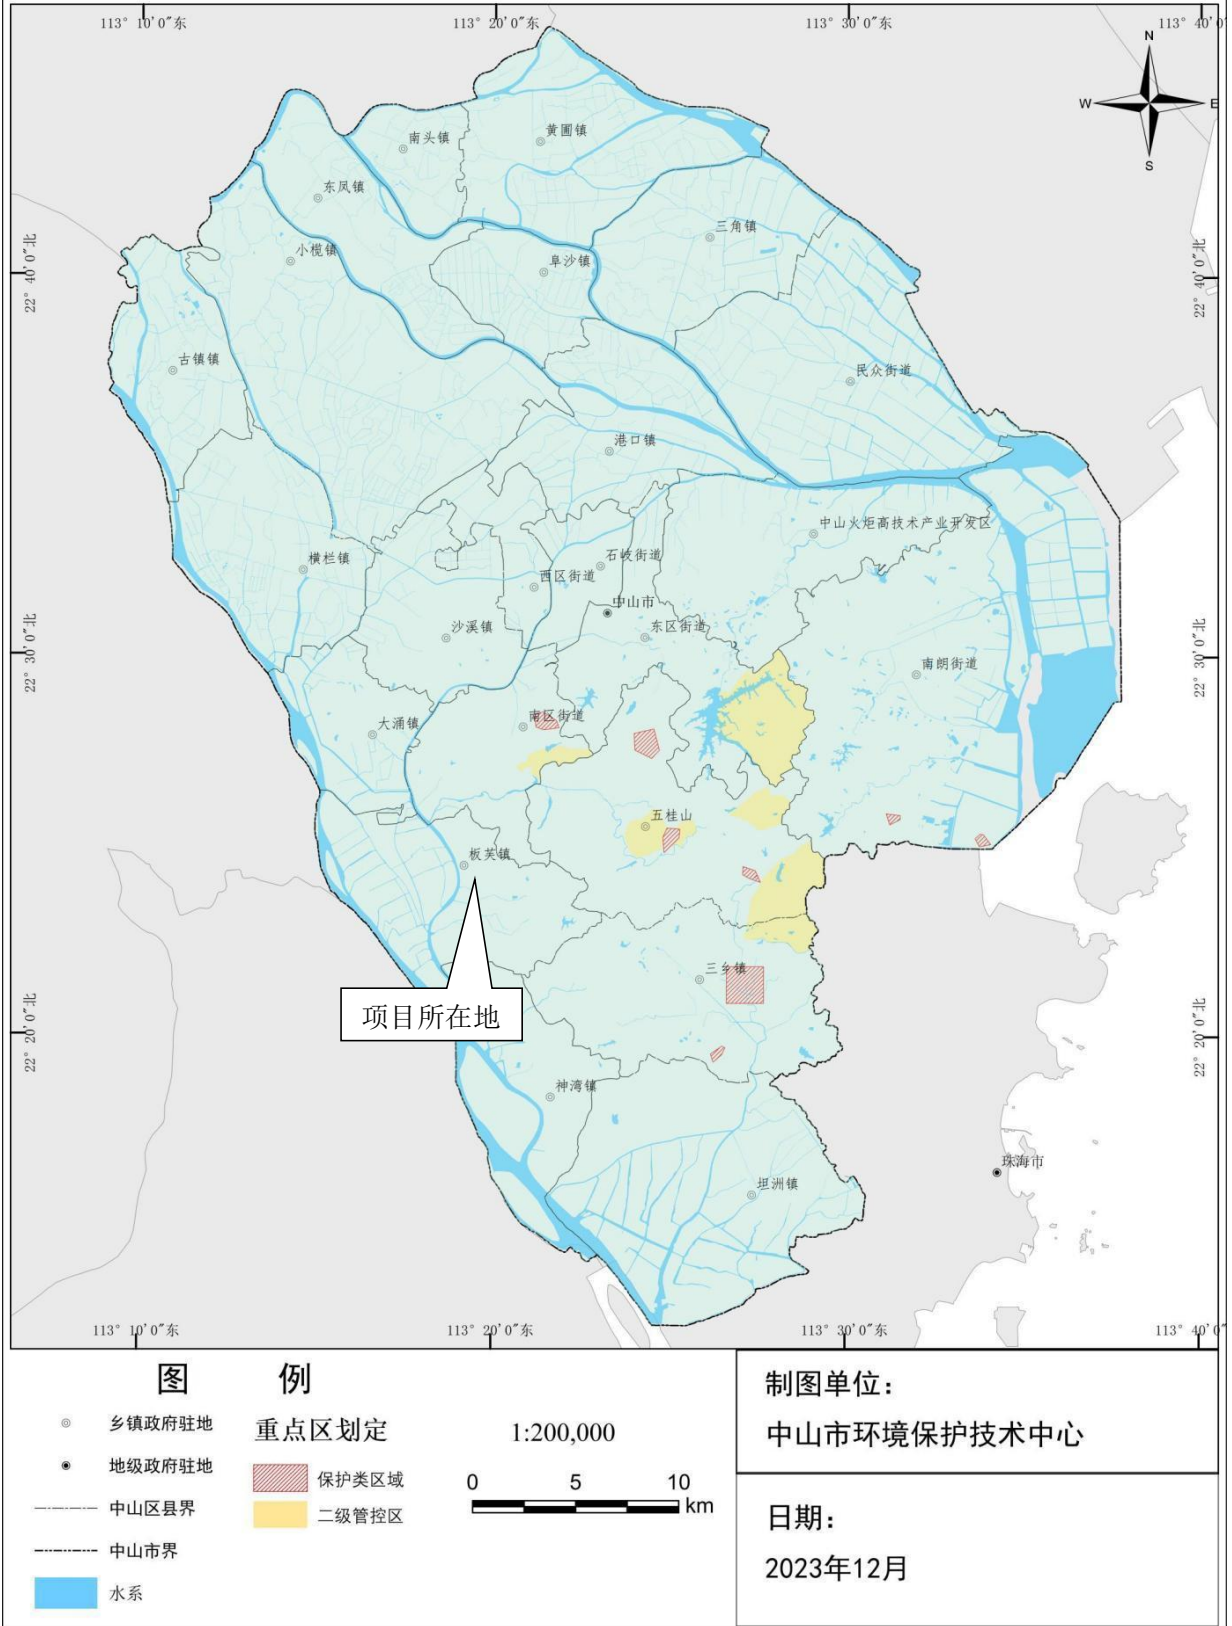 113° 10′0″东
113° 20′0″东
113° 30′0″东
113° 40′0″
N
W
E
S
黄圃镇
南头镇
东凤镇
三角镇
小榄镇
阜沙镇
22° 40′0″北
22° 40′0″北
古镇镇
民众街道
港口镇
中山火炬高技术产业开发区
横栏镇
石岐街道
西区街道
中山市
沙溪镇
东区街道
22° 30′0″北
22° 30′0″北
南朗街道
大涌镇
南区街道
五桂山
板芙镇
三乡镇
项目所在地
22° 20′0″北
22° 20′0″北
神湾镇
珠海市
坦洲镇
113° 10′0″东
113° 20′0″东
113° 30′0″东
113° 40′0″
图 例
乡镇政府驻地
地级政府驻地
中山区县界
中山市界
水系
重点区划定
保护类区域
二级管控区
1:200,000
0 5 10
km
制图单位：
中山市环境保护技术中心
日期：
2023年12月